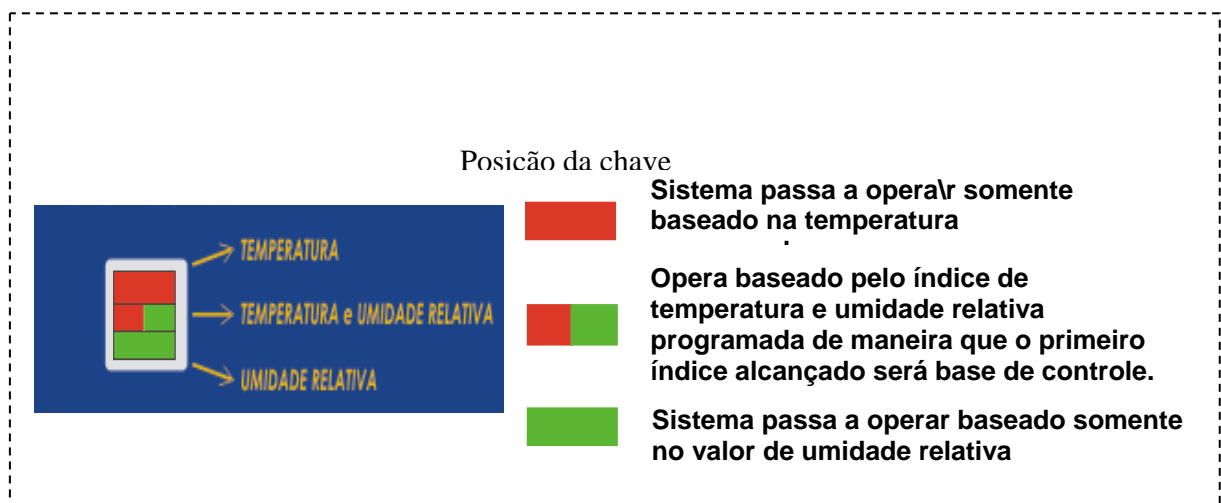 Posição da chave
TEMPERATURA
TEMPERATURA e UMIDADE RELATIVA
UMIDADE RELATIVA
Sistema passa a opera\r somente
baseado na temperatura
Opera baseado pelo índice de
temperatura e umidade relativa
programada de maneira que o primeiro
índice alcançado será base de controle.
Sistema passa a operar baseado somente
no valor de umidade relativa